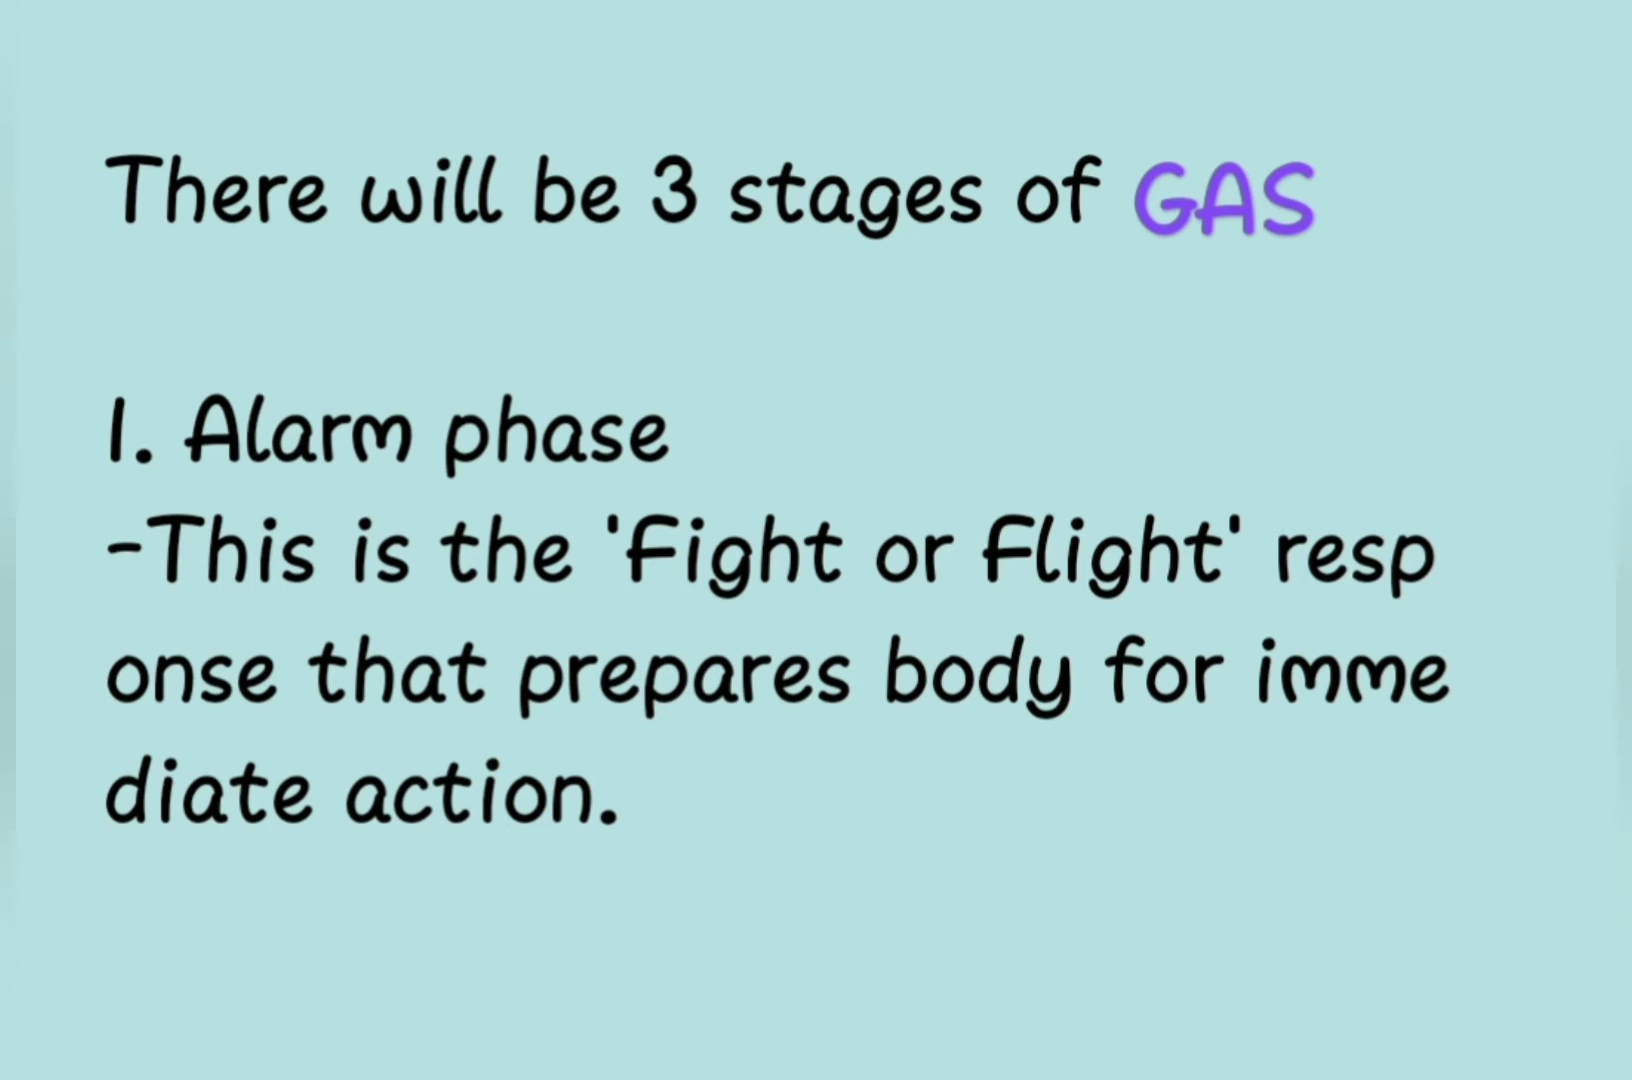 There will be 3 stages of GAS
1. Alarm phase
-This is the 'Fight or Flight' resp
onse that prepares body for imme
diate action.